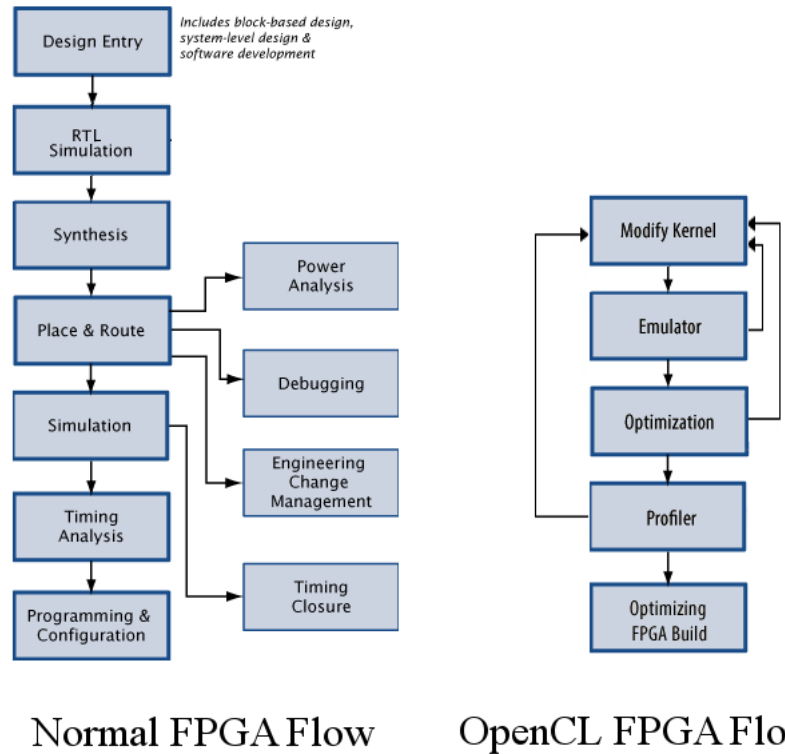 Design Entry
Includes block-based design,
system-level design &
software development
RTL
Simulation
Synthesis
Place & Route
Power
Analysis
Debugging
Simulation
Engineering
Change
Management
Timing
Analysis
Timing
Closure
Programming &
Configuration
Normal FPGA Flow
Modify Kernel
Emulator
Optimization
Profiler
Optimizing
FPGA Build
OpenCL FPGA Flo